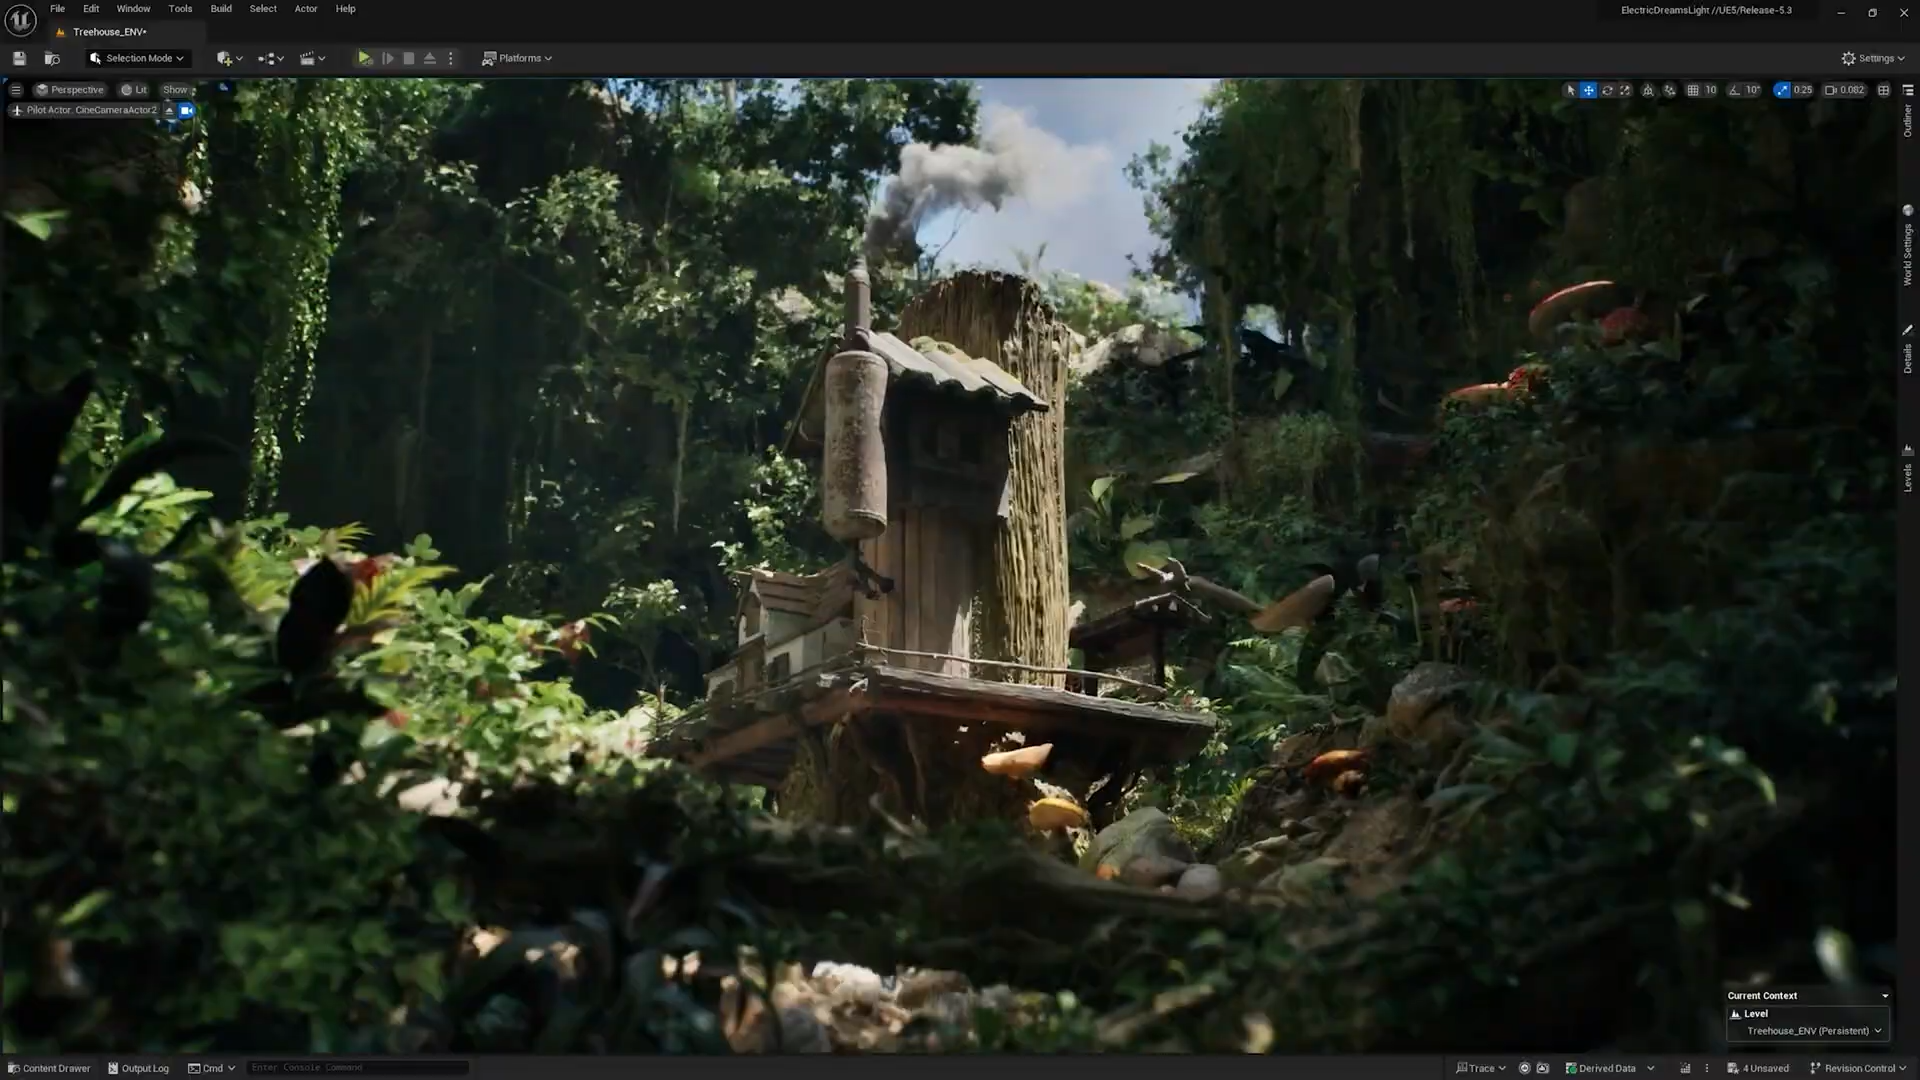 File Edit Window Tools Build Select Actor Help
ElectricDreamsLight //UE5/Release-5.3
Treehouse_ENV*
Selection Mode
Platforms
Settings
Perspective Lit Show
10 10° 0.25 0.082
Pilot Actor: CineCameraActor2
Outliner
World Settings
Details
Levels
Current Context
Level
Treehouse_ENV (Persistent)
Content Drawer Output Log Cmd Enter Console Command
Trace Derived Data 4 Unsaved Revision Control